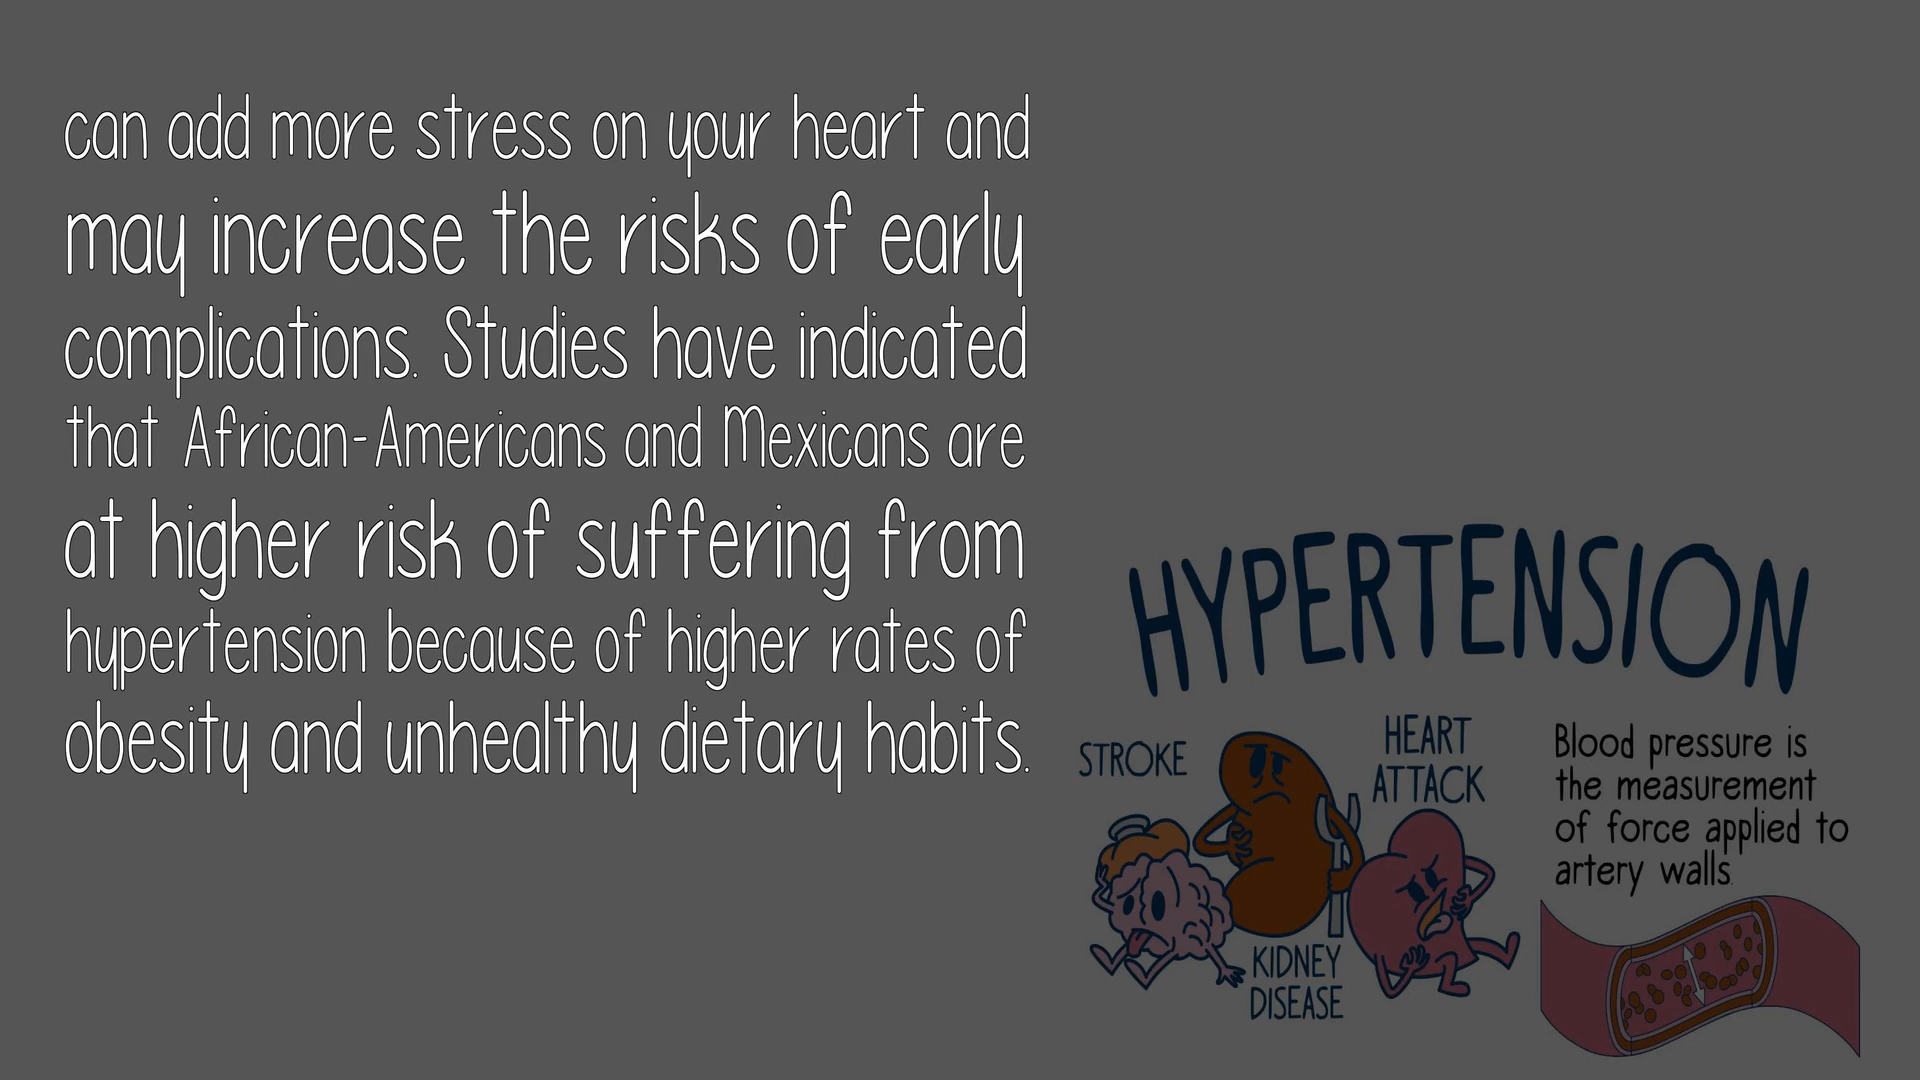 can add more stress on your heart and
may increase the risks of early
complications. Studies have indicated
that African-Americans and Mexicans are
at higher risk of suffering from
hypertension because of higher rates of
obesity and unhealthy dietary habits.
HYPERTENSION
STROKE
HEART
ATTACK
KIDNEY
DISEASE
Blood pressure is
the measurement
of force applied to
artery walls.